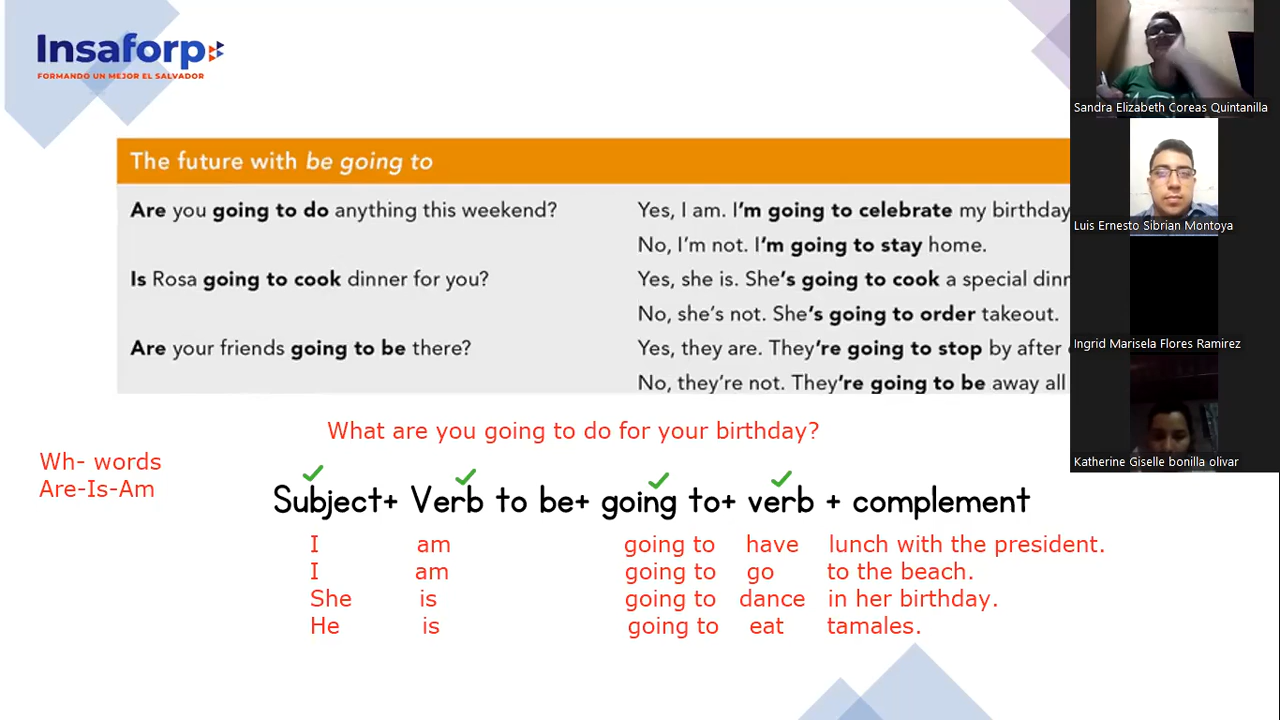 Insaforp
FORMANDO UN MEJOR EL SALVADOR
The future with be going to
Are you going to do anything this weekend?
Yes, I am. I'm going to celebrate my birthday
No, I'm not. I'm going to stay home.
Is Rosa going to cook dinner for you?
Yes, she is. She's going to cook a special
No, she's not. She's going to order takeout.
Are your friends going to be there?
Yes, they are. They're going to stop by after
No, they're not. They're going to be away all
What are you going to do for your birthday?
Wh- words
Are-Is-Am
Subject+ Verb to be+ going to+ verb + complement
I am going to have lunch with the president.
I am going to go to the beach.
She is going to dance in her birthday.
He is going to eat tamales.
Sandra Elizabeth Coreas Quintanilla
Luis Ernesto Sibrian Montoya
Ingrid Marisela Flores Ramirez
Katherine Giselle bonilla olivar